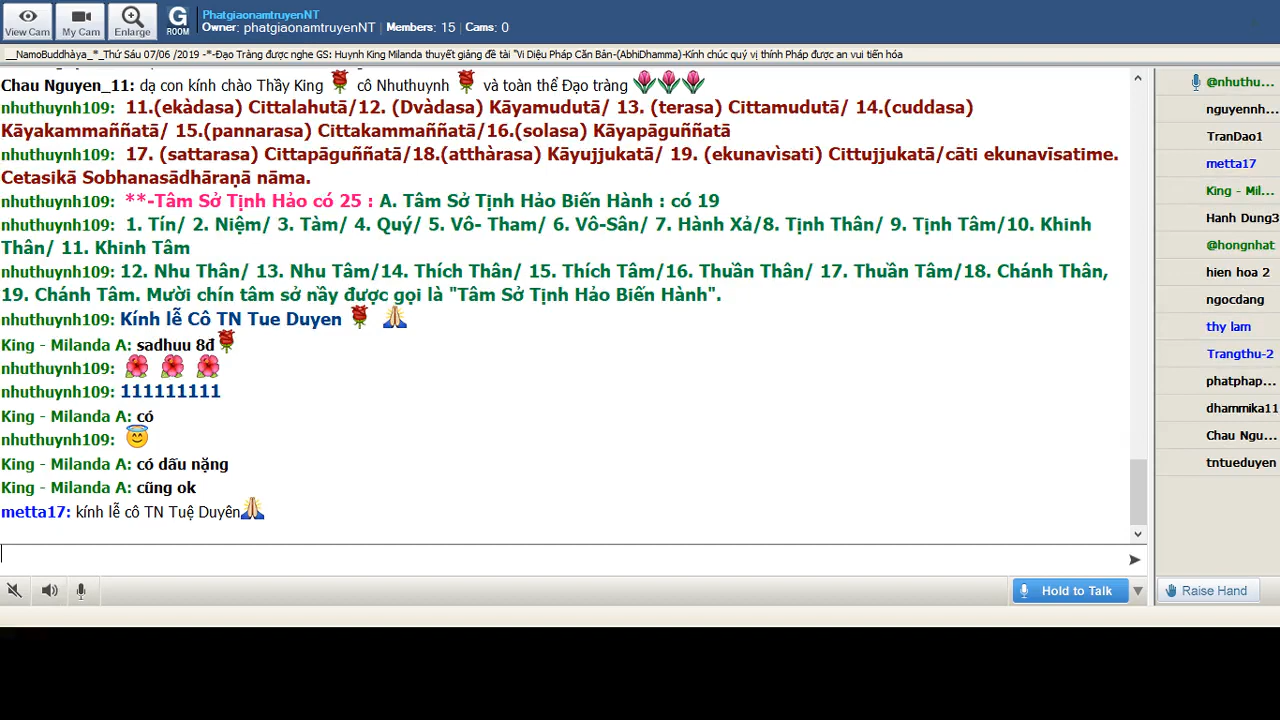 View Cam
My Cam
Enlarge
G
ROOM
PhatgiaonamtruyenNT
Owner: phatgiaonamtruyenNT | Members: 15 | Cams: 0
__NamoBuddhàya_*_Thứ Sáu 07/06 /2019 -*-Đạo Tràng được nghe GS: Huynh King Milanda thuyết giảng đề tài "Vi Diệu Pháp Căn Bản-(AbhiDhamma)-Kính chúc quý vị thính Pháp được an vui tiến hóa
Chau Nguyen_11: dạ con kính chào Thầy King cô Nhuthuynh và toàn thể Đạo tràng
nhuthuynh109: 11.(ekàdasa) Cittalahutā/12. (Dvàdasa) Kāyamudutā/ 13. (terasa) Cittamudutā/ 14.(cuddasa)
Kāyakammaññatā/ 15.(pannarasa) Cittakammaññatā/16.(solasa) Kāyapāguññatā
nhuthuynh109: 17. (sattarasa) Cittapāguññatā/18.(atthàrasa) Kāyujjukatā/ 19. (ekunavìsati) Cittujjukatā/cāti ekunavīsatime.
Cetasikā Sobhanasādhāraṇā nāma.
nhuthuynh109: **-Tâm Sở Tịnh Hảo có 25 : A. Tâm Sở Tịnh Hảo Biến Hành : có 19
nhuthuynh109: 1. Tín/ 2. Niệm/ 3. Tàm/ 4. Quý/ 5. Vô- Tham/ 6. Vô-Sân/ 7. Hành Xả/8. Tịnh Thân/ 9. Tịnh Tâm/10. Khinh
Thân/ 11. Khinh Tâm
nhuthuynh109: 12. Nhu Thân/ 13. Nhu Tâm/14. Thích Thân/ 15. Thích Tâm/16. Thuần Thân/ 17. Thuần Tâm/18. Chánh Thân,
19. Chánh Tâm. Mười chín tâm sở nầy được gọi là "Tâm Sở Tịnh Hảo Biến Hành".
nhuthuynh109: Kính lễ Cô TN Tue Duyen
King - Milanda A: sadhuu 8đ
nhuthuynh109:
nhuthuynh109: 111111111
King - Milanda A: có
nhuthuynh109:
King - Milanda A: có dấu nặng
King - Milanda A: cũng ok
metta17: kính lễ cô TN Tuệ Duyên
@nhuthu...
nguyennh...
TranDao1
metta17
King - Mil...
Hanh Dung3
@hongnhat
hien hoa 2
ngocdang
thy lam
Trangthu-2
phatphap...
dhammika11
Chau Ngu...
tntueduyen
Hold to Talk
Raise Hand